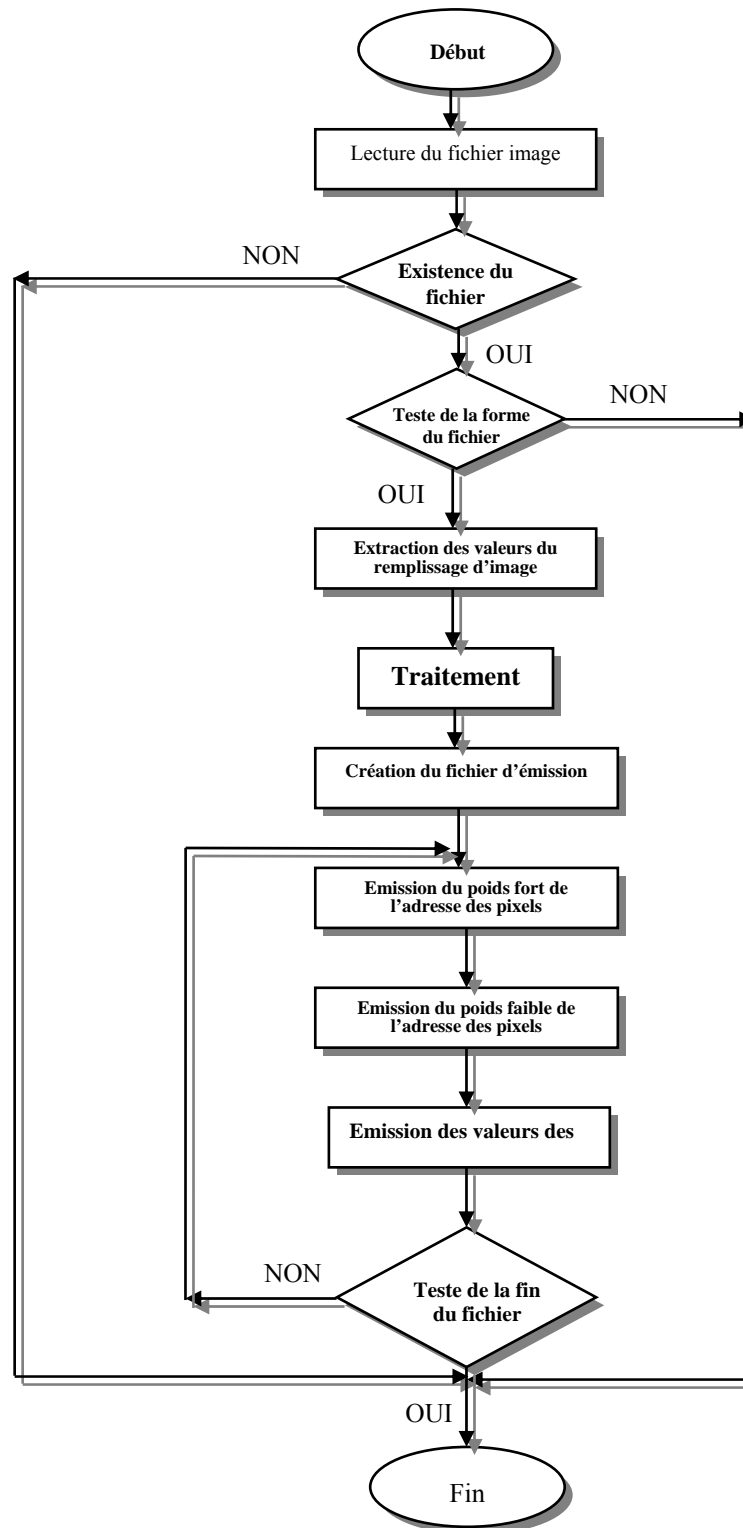 Début
Lecture du fichier image
NON
Existence du
fichier
OUI
Teste de la forme
du fichier
NON
OUI
Extraction des valeurs du
remplissage d'image
Traitement
Création du fichier d'émission
Emission du poids fort de
l'adresse des pixels
Emission du poids faible de
l'adresse des pixels
Emission des valeurs des
NON
Teste de la fin
du fichier
OUI
Fin